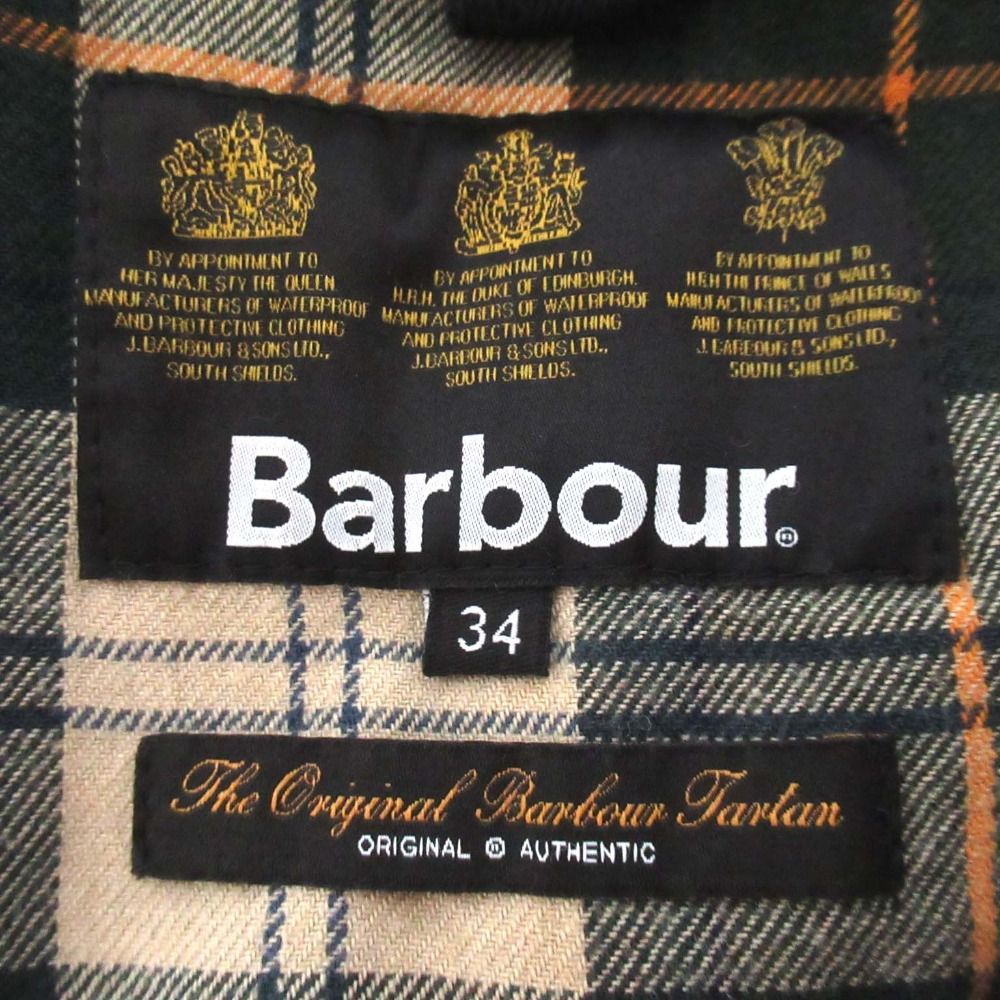 BY APPOINTMENT TO
HER MAJESTY THE QUEEN
MANUFACTURERS OF WATERPROOF
AND PROTECTIVE CLOTHING
J. BARBOUR & SONS LTD.,
SOUTH SHIELDS.
BY APPOINTMENT TO
H.R.H. THE DUKE OF EDINBURGH.
MANUFACTURERS OF WATERPROOF
AND PROTECTIVE CLOTHING
J. BARBOUR & SONS LTD.,
SOUTH SHIELDS.
BY APPOINTMENT TO
H.R.H THE PRINCE OF WALES
MANUFACTURERS OF WATERPROOF
AND PROTECTIVE CLOTHING
J. BARBOUR & SONS LTD.,
SOUTH SHIELDS.
Barbour®
34
The Original Barbour Tartan
ORIGINAL ® AUTHENTIC